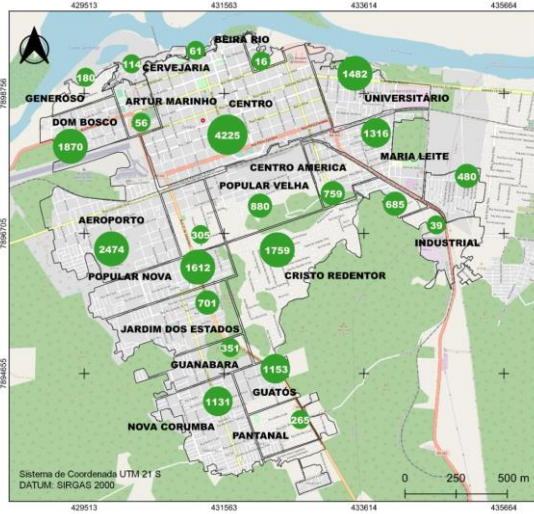 429513 431563 433614 435664
BEIRA RIO
61
114
16
CERVEJARIA
180
1482
7898756
GENEROSO
ARTUR MARINHO
CENTRO
UNIVERSITÁRIO
DOM BOSCO
56
4225
1316
1870
MARIA LEITE
CENTRO AMERICA
480
POPULAR VELHA
759
880
685
AEROPORTO
39
7896705
305
INDUSTRIAL
2474
1759
1612
POPULAR NOVA
CRISTO REDENTOR
701
JARDIM DOS ESTADOS
351
GUANABARA
1153
7894655
GUATÓS
1131
265
NOVA CORUMBA
PANTANAL
Sistema de Coordenada UTM 21 S
DATUM: SIRGAS 2000
0 250 500 m
429513 431563 433614 435664